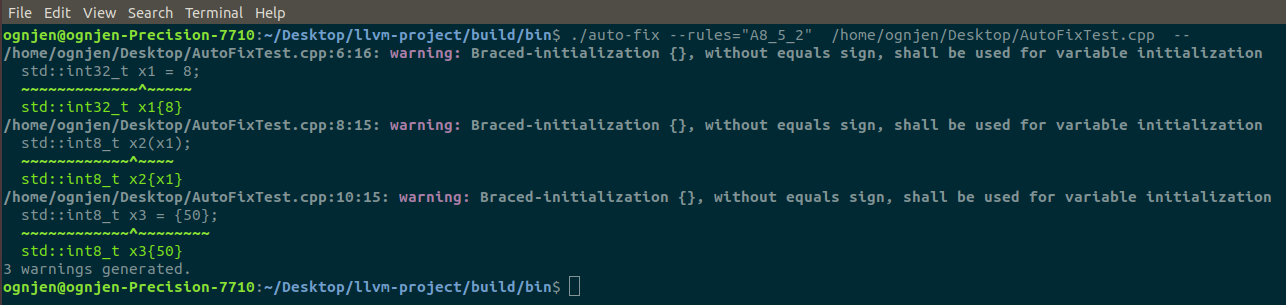 File Edit View Search Terminal Help
ognjen@ognjen-Precision-7710:~/Desktop/llvm-project/build/bin$ ./auto-fix --rules="A8_5_2"  /home/ognjen/Desktop/AutoFixTest.cpp  --
/home/ognjen/Desktop/AutoFixTest.cpp:6:16: warning: Braced-initialization {}, without equals sign, shall be used for variable initialization
  std::int32_t x1 = 8;
  ~~~~~~~~~~~~~^~~~~~
  std::int32_t x1{8}
/home/ognjen/Desktop/AutoFixTest.cpp:8:15: warning: Braced-initialization {}, without equals sign, shall be used for variable initialization
  std::int8_t x2(x1);
  ~~~~~~~~~~~~^~~~~
  std::int8_t x2{x1}
/home/ognjen/Desktop/AutoFixTest.cpp:10:15: warning: Braced-initialization {}, without equals sign, shall be used for variable initialization
  std::int8_t x3 = {50};
  ~~~~~~~~~~~~^~~~~~~~~
  std::int8_t x3{50}
3 warnings generated.
ognjen@ognjen-Precision-7710:~/Desktop/llvm-project/build/bin$